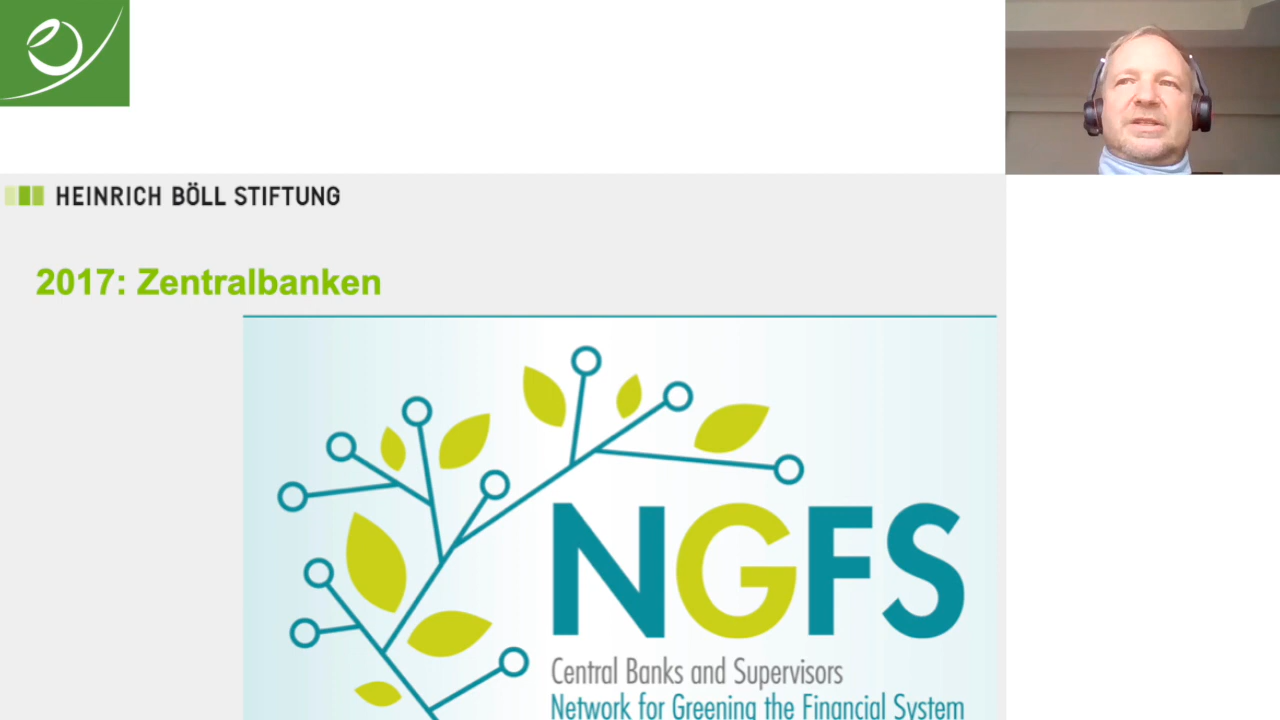 HEINRICH BÖLL STIFTUNG
2017: Zentralbanken
NGFS
Central Banks and Supervisors
Network for Greening the Financial System